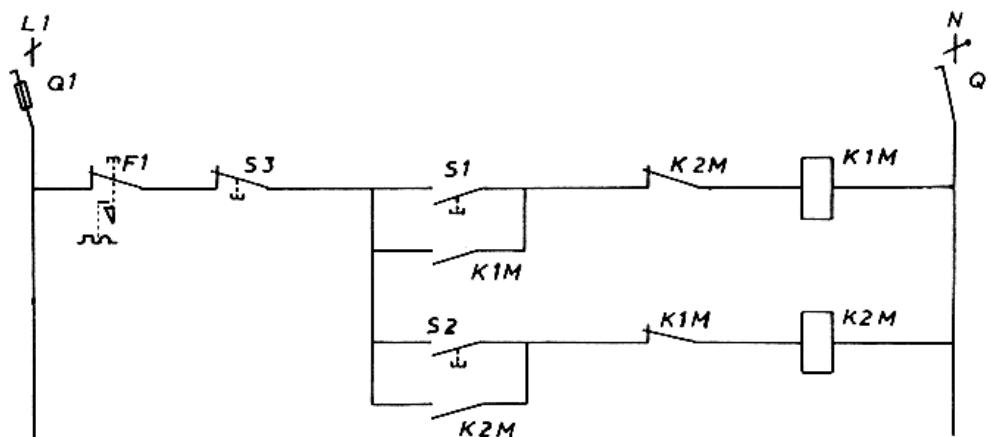 L1 N
Q1 Q
F1 S3 S1 K2M K1M
K1M
S2 K1M K2M
K2M